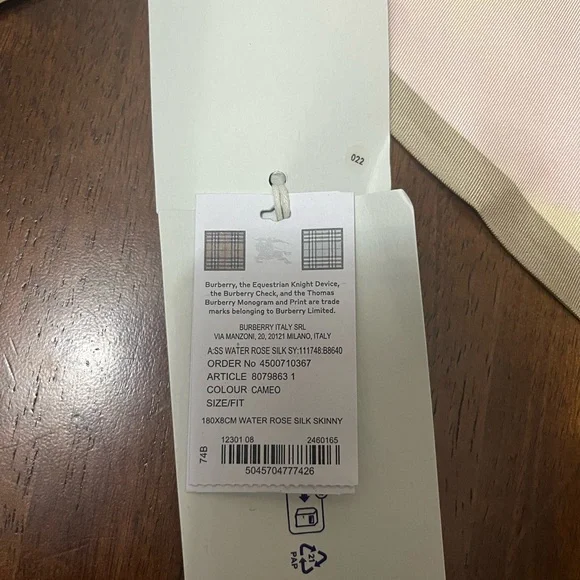 022
Burberry, the Equestrian Knight Device,
the Burberry Check, and the Thomas
Burberry Monogram and Print are trade
marks belonging to Burberry Limited.
BURBERRY ITALY SRL
VIA MANZONI, 20, 20121 MILANO, ITALY
A:SS WATER ROSE SILK SY:111748:B8640
ORDER No 4500710367
ARTICLE 8079863 1
COLOUR CAMEO
SIZE/FIT
180X8CM WATER ROSE SILK SKINNY
12301 08 2460165
74B
5045704777426
21
PAP